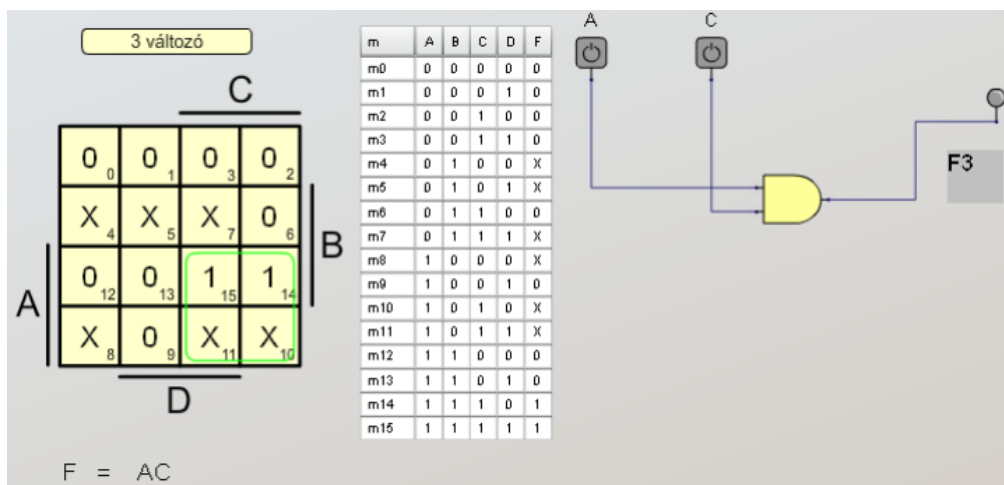 3 változó
C
0 0 0 1 0 3 0 2
X 4 X 5 X 7 0 6
B
0 12 0 13 1 15 1 14
A
X 8 0 9 X 11 X 10
D
F = AC
m A B C D F
m0 0 0 0 0 0
m1 0 0 0 1 0
m2 0 0 1 0 0
m3 0 0 1 1 0
m4 0 1 0 0 X
m5 0 1 0 1 X
m6 0 1 1 0 0
m7 0 1 1 1 X
m8 1 0 0 0 X
m9 1 0 0 1 0
m10 1 0 1 0 X
m11 1 0 1 1 X
m12 1 1 0 0 0
m13 1 1 0 1 0
m14 1 1 1 0 1
m15 1 1 1 1 1
A C
F3